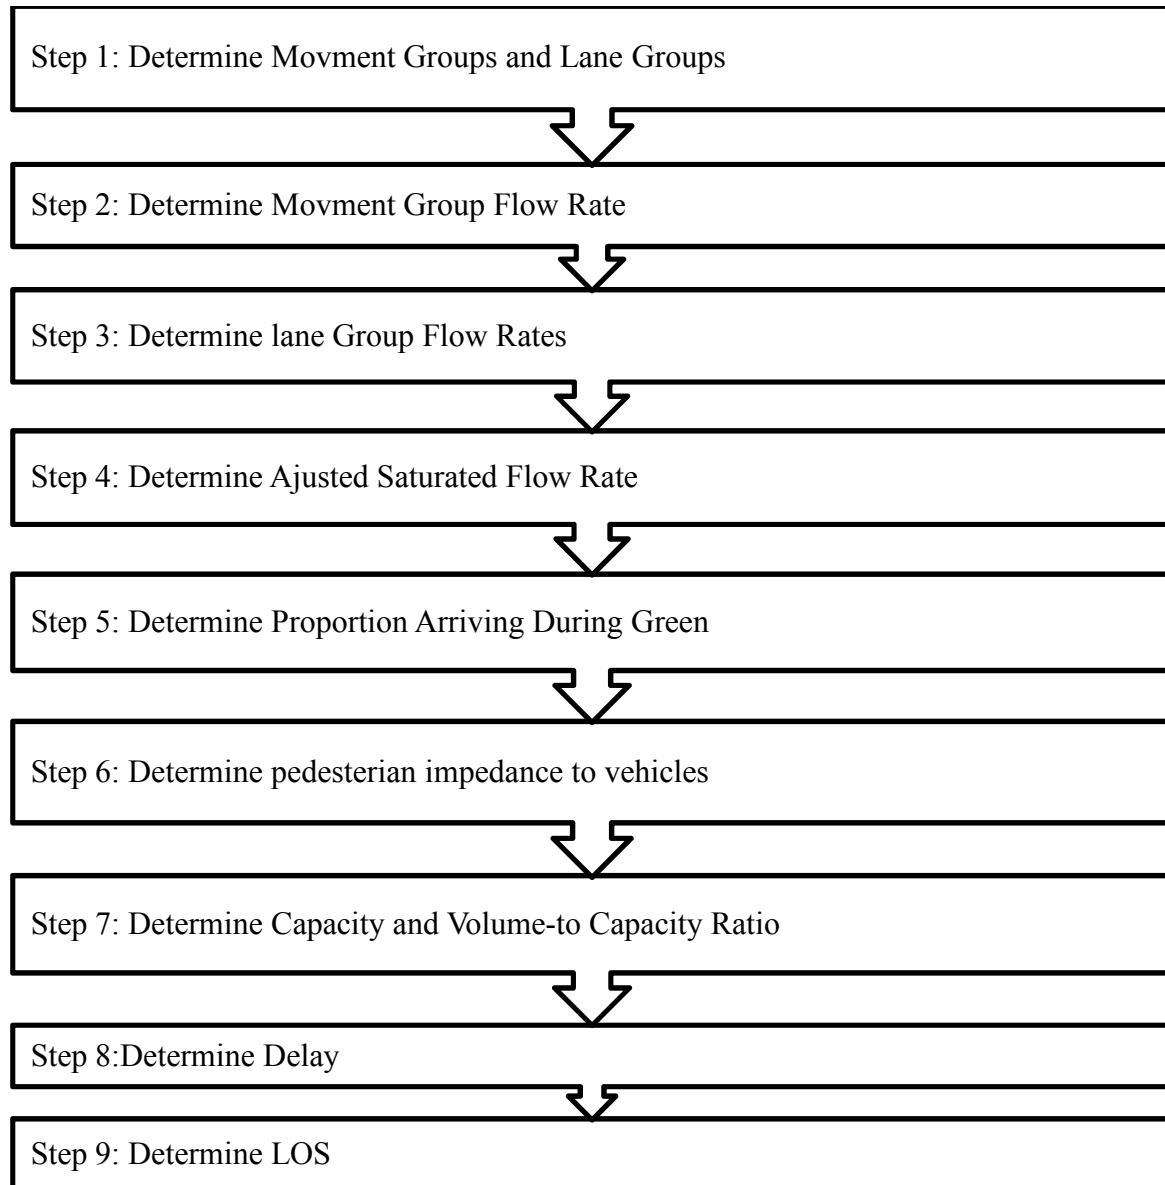 Step 1: Determine Movment Groups and Lane Groups
Step 2: Determine Movment Group Flow Rate
Step 3: Determine lane Group Flow Rates
Step 4: Determine Ajusted Saturated Flow Rate
Step 5: Determine Proportion Arriving During Green
Step 6: Determine pedesterian impedance to vehicles
Step 7: Determine Capacity and Volume-to Capacity Ratio
Step 8:Determine Delay
Step 9: Determine LOS